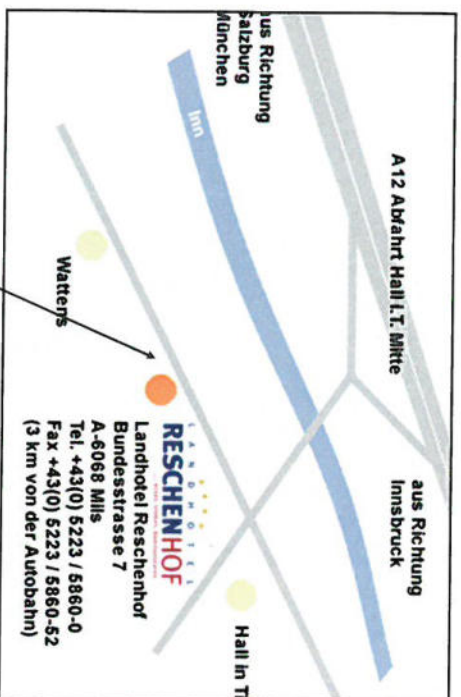 A12 Abfahrt Hall i.T. Mitte
aus Richtung
Innsbruck
aus Richtung
Salzburg
München
Inn
Wattens
Hall in Ti
LANDHOTEL
RESCHENHOF
Landhotel Reschenhof
Bundesstrasse 7
A-6068 Mils
Tel. +43(0) 5223 / 5860-0
Fax +43(0) 5223 / 5860-52
(3 km von der Autobahn)